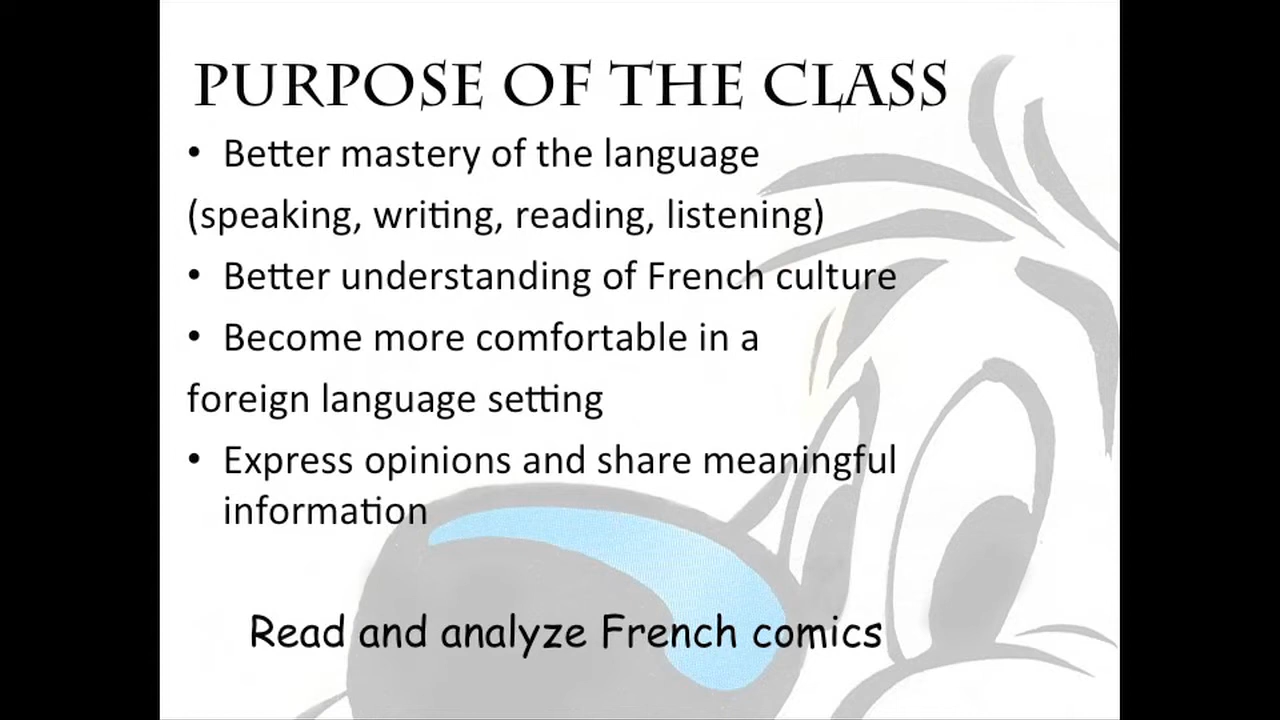 PURPOSE OF THE CLASS
• Better mastery of the language
(speaking, writing, reading, listening)
• Better understanding of French culture
• Become more comfortable in a
foreign language setting
• Express opinions and share meaningful
information
Read and analyze French comics